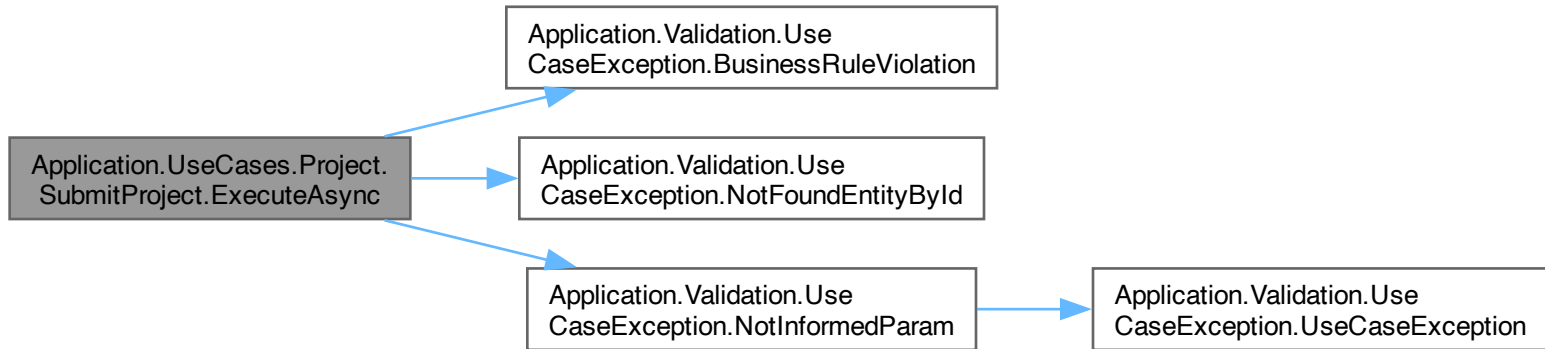 Application.Validation.Use
CaseException.BusinessRuleViolation
Application.UseCases.Project.
SubmitProject.ExecuteAsync
Application.Validation.Use
CaseException.NotFoundEntityById
Application.Validation.Use
CaseException.NotInformedParam
Application.Validation.Use
CaseException.UseCaseException